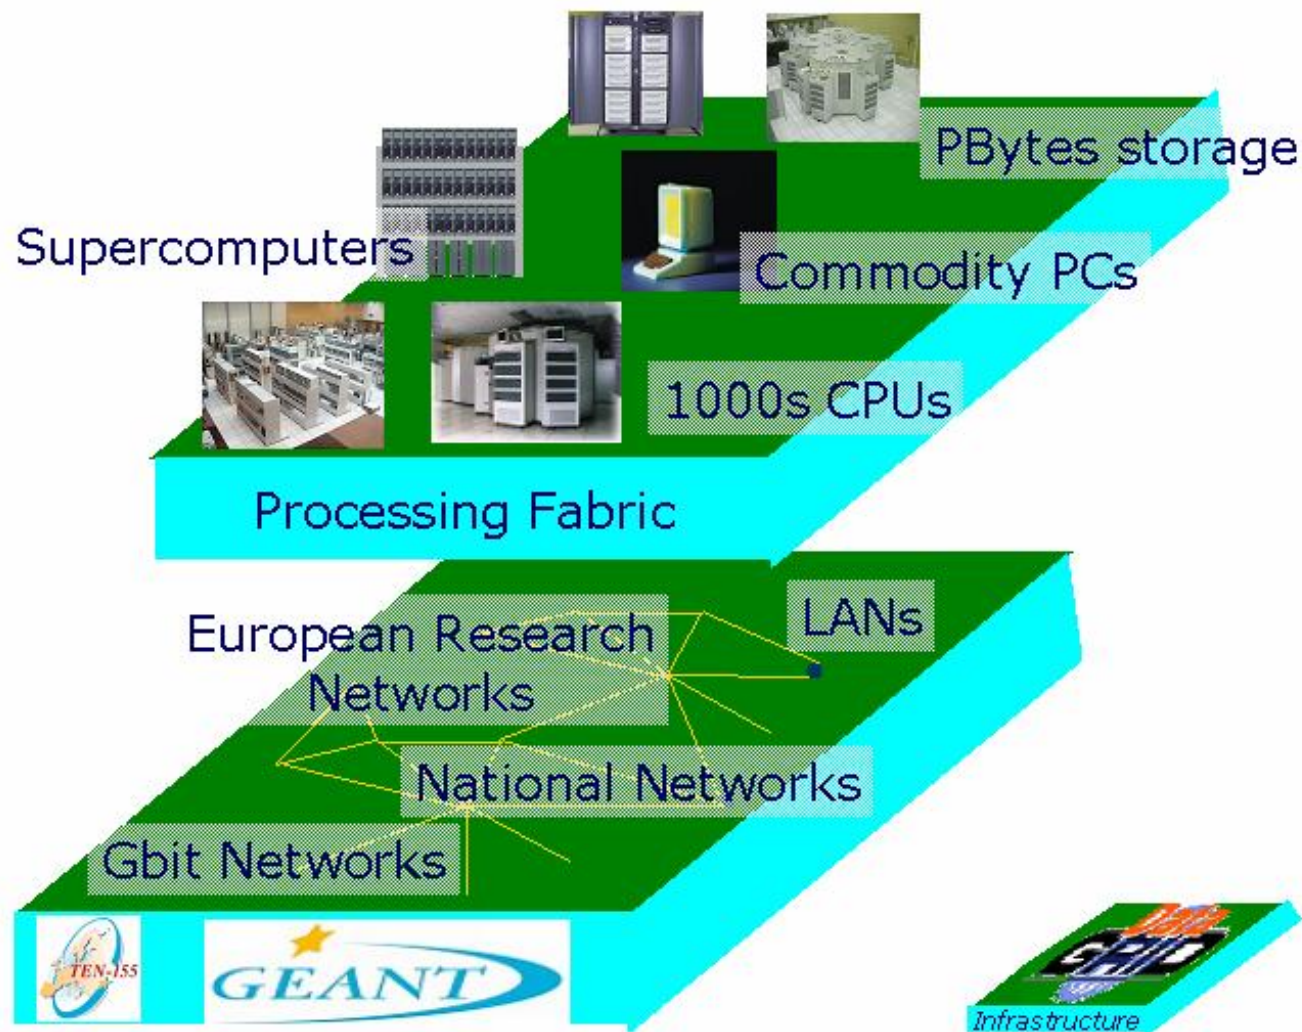 PBytes storage
Supercomputers
Commodity PCs
1000s CPUs
Processing Fabric
LANs
European Research
Networks
National Networks
Gbit Networks
TEN-155
GEANT
Data
GRID
Infrastructure